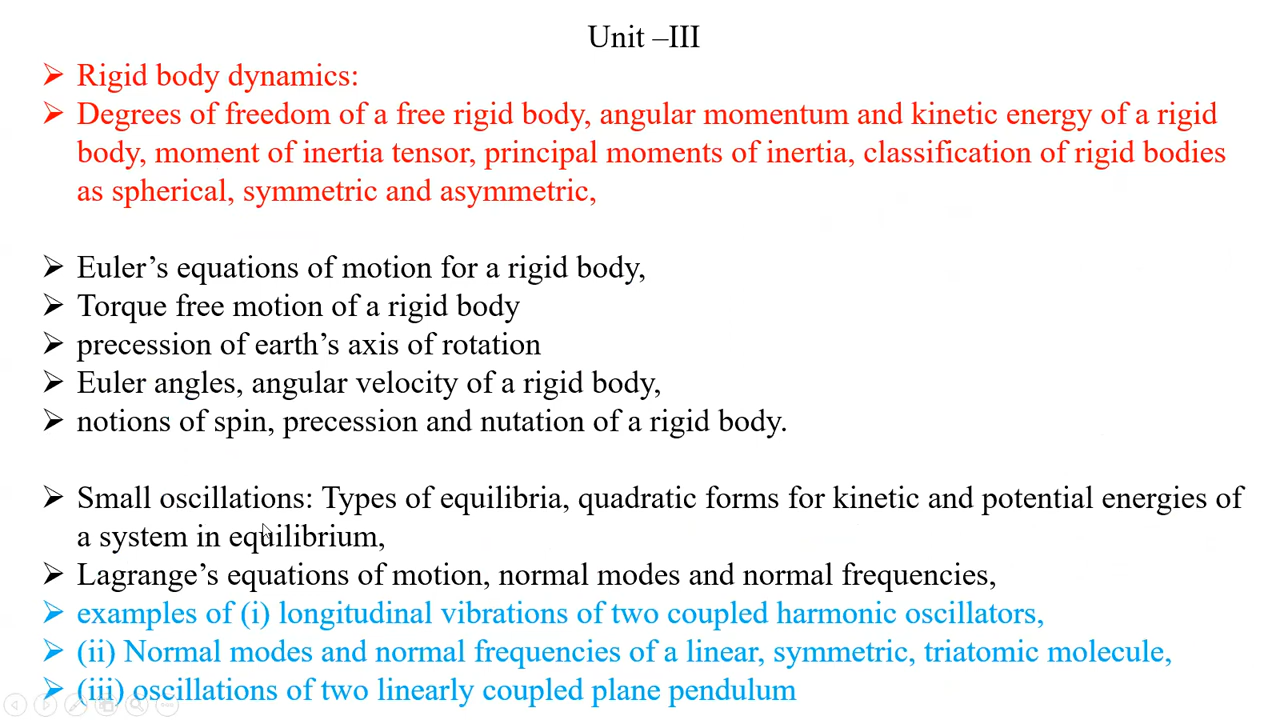 Unit –III
➢ Rigid body dynamics:
➢ Degrees of freedom of a free rigid body, angular momentum and kinetic energy of a rigid
body, moment of inertia tensor, principal moments of inertia, classification of rigid bodies
as spherical, symmetric and asymmetric,
➢ Euler’s equations of motion for a rigid body,
➢ Torque free motion of a rigid body
➢ precession of earth’s axis of rotation
➢ Euler angles, angular velocity of a rigid body,
➢ notions of spin, precession and nutation of a rigid body.
➢ Small oscillations: Types of equilibria, quadratic forms for kinetic and potential energies of
a system in equilibrium,
➢ Lagrange’s equations of motion, normal modes and normal frequencies,
➢ examples of (i) longitudinal vibrations of two coupled harmonic oscillators,
➢ (ii) Normal modes and normal frequencies of a linear, symmetric, triatomic molecule,
➢ (iii) oscillations of two linearly coupled plane pendulum